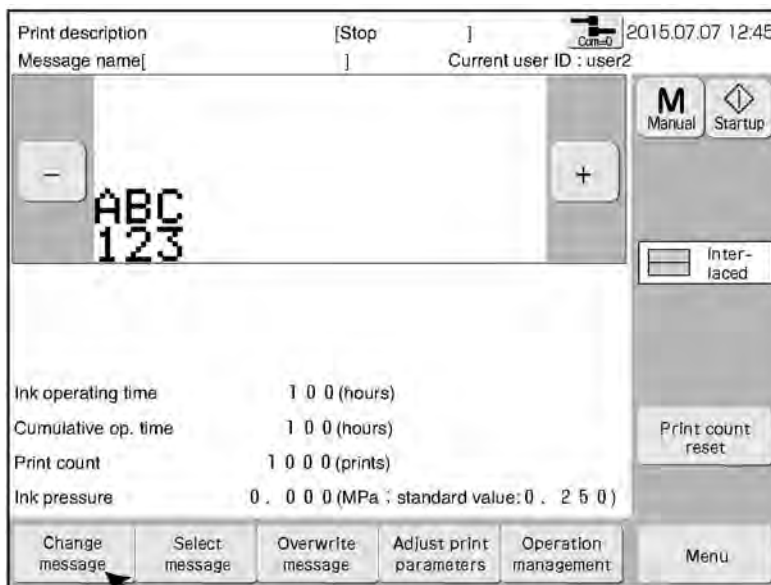 Print description [Stop ] Com=0 2015.07.07 12:45
Message name[ ] Current user ID : user2
M
Manual
Startup
−
+
ABC
123
Inter-
laced
Ink operating time 1 0 0 (hours)
Cumulative op. time 1 0 0 (hours)
Print count 1 0 0 0 (prints)
Ink pressure 0 . 0 0 0 (MPa : standard value: 0 . 2 5 0 )
Print count
reset
Change
message
Select
message
Overwrite
message
Adjust print
parameters
Operation
management
Menu